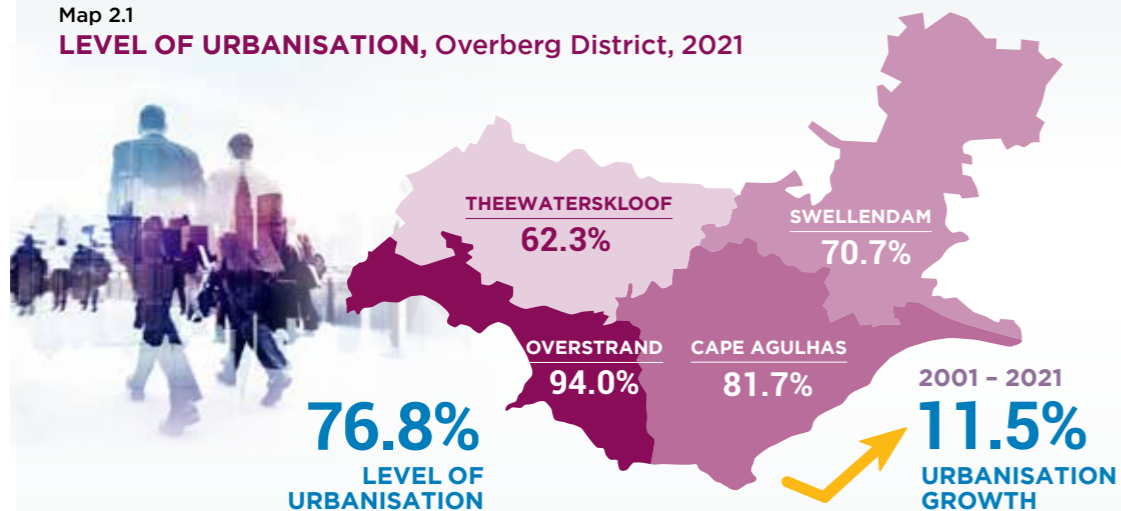 Map 2.1
LEVEL OF URBANISATION, Overberg District, 2021
THEEWATERSKLOOF
62.3%
SWELLENDAM
70.7%
OVERSTRAND
94.0%
CAPE AGULHAS
81.7%
76.8%
LEVEL OF
URBANISATION
2001 – 2021
11.5%
URBANISATION
GROWTH